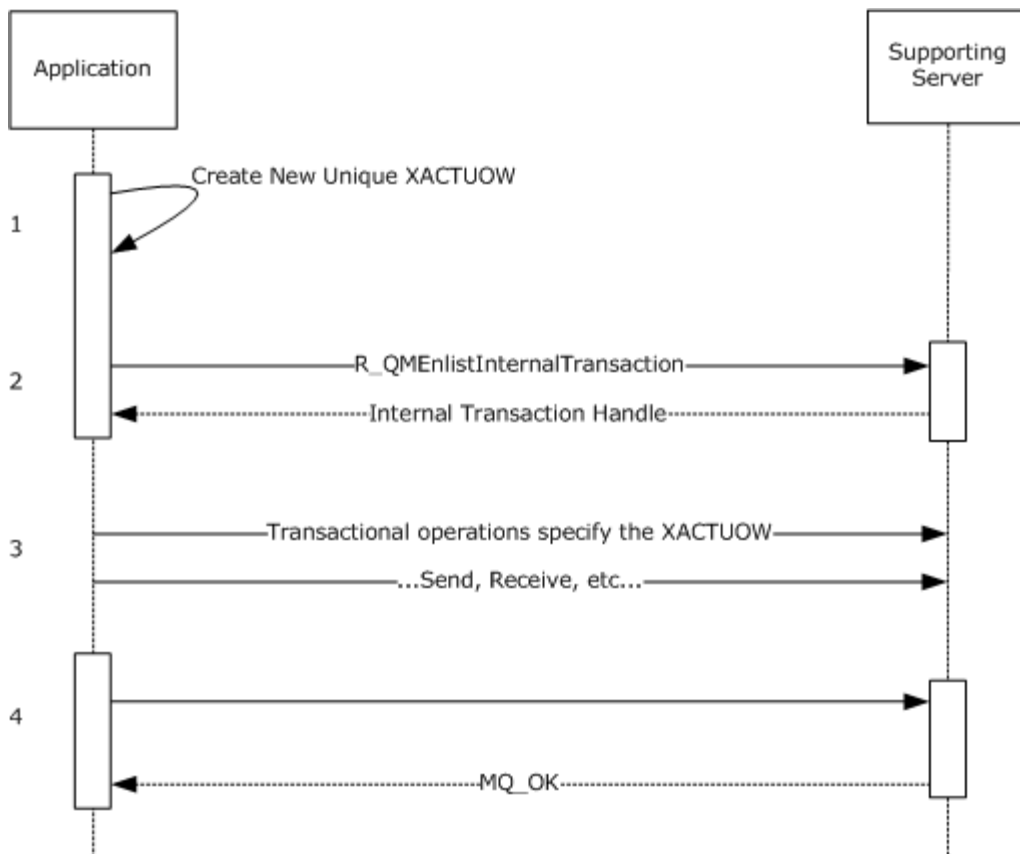 Application
Supporting
Server
Create New Unique XACTUOW
1
R_QMEnlistInternalTransaction
2
Internal Transaction Handle
Transactional operations specify the XACTUOW
3
...Send, Receive, etc...
4
MQ_OK